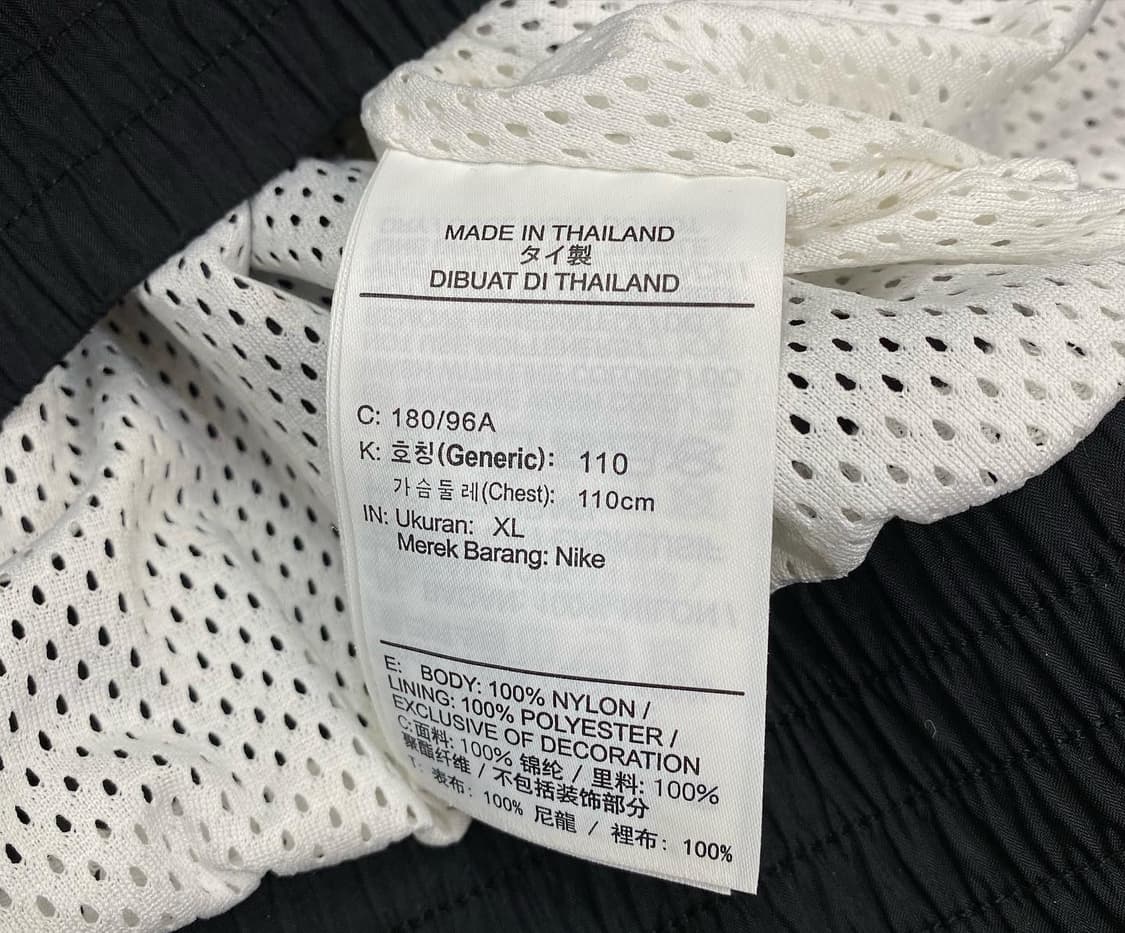 MADE IN THAILAND
タイ製
DIBUAT DI THAILAND
C: 180/96A
K: 호칭(Generic): 110
가슴둘레(Chest): 110cm
IN: Ukuran: XL
Merek Barang: Nike
E: BODY: 100% NYLON /
LINING: 100% POLYESTER /
EXCLUSIVE OF DECORATION
C:面料: 100% 锦纶 / 里料: 100%
聚酯纤维 / 不包括装饰部分
T: 表布: 100% 尼龍 / 裡布: 100%